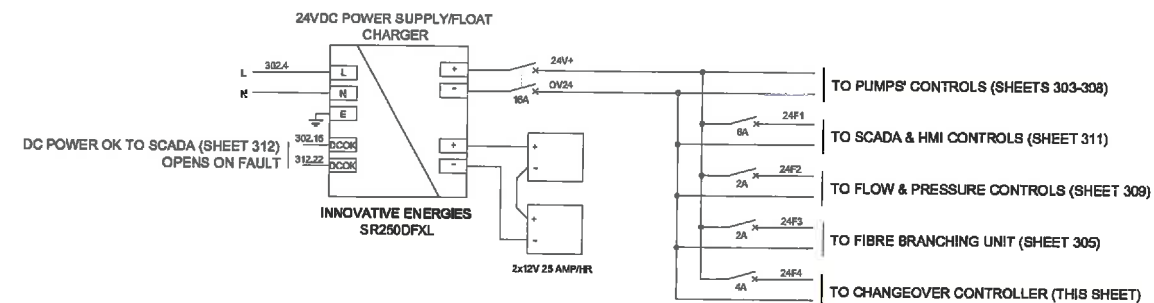 24VDC POWER SUPPLY/FLOAT
CHARGER
L 302.4 L + 24V+
N N - 0V24
16A
E
TO PUMPS' CONTROLS (SHEETS 303-308)
24F1
6A
TO SCADA & HMI CONTROLS (SHEET 311)
DC POWER OK TO SCADA (SHEET 312)
OPENS ON FAULT
302.16 DCOK +
312.22 DCOK -
+
-
24F2
2A
TO FLOW & PRESSURE CONTROLS (SHEET 309)
INNOVATIVE ENERGIES
SR250DFXL
+
-
2x12V 25 AMP/HR
24F3
2A
TO FIBRE BRANCHING UNIT (SHEET 305)
24F4
4A
TO CHANGEOVER CONTROLLER (THIS SHEET)